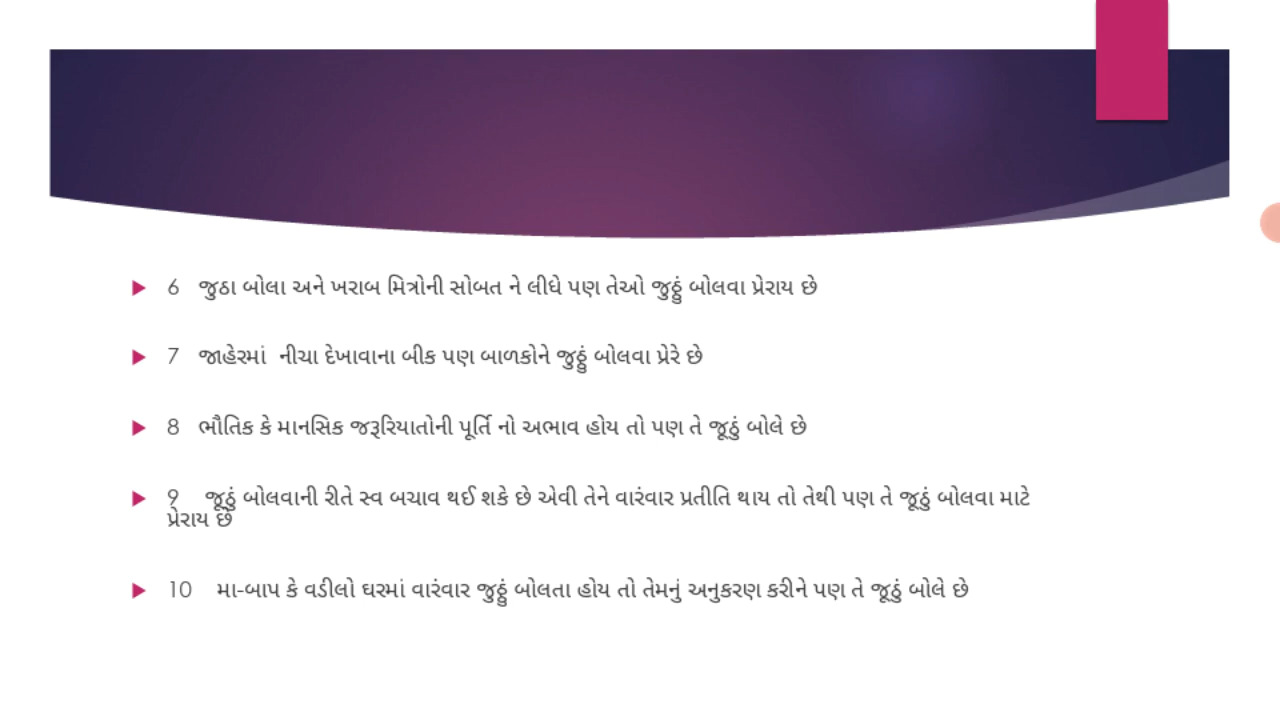 6 જુઠા બોલા અને ખરાબ મિત્રોની સોબત ને લીધે પણ તેઓ જુઠ્ઠું બોલવા પ્રેરાય છે
7 જાહેરમાં નીચા દેખાવાના બીક પણ બાળકોને જુઠ્ઠું બોલવા પ્રેરે છે
8 ભૌતિક કે માનસિક જરૂરિયાતોની પૂર્તિ નો અભાવ હોય તો પણ તે જૂઠું બોલે છે
9 જૂઠું બોલવાની રીતે સ્વ બચાવ થઈ શકે છે એવી તેને વારંવાર પ્રતીતિ થાય તો તેથી પણ તે જૂઠું બોલવા માટે
પ્રેરાય છે
10 મા-બાપ કે વડીલો ઘરમાં વારંવાર જુઠ્ઠું બોલતા હોય તો તેમનું અનુકરણ કરીને પણ તે જૂઠું બોલે છે